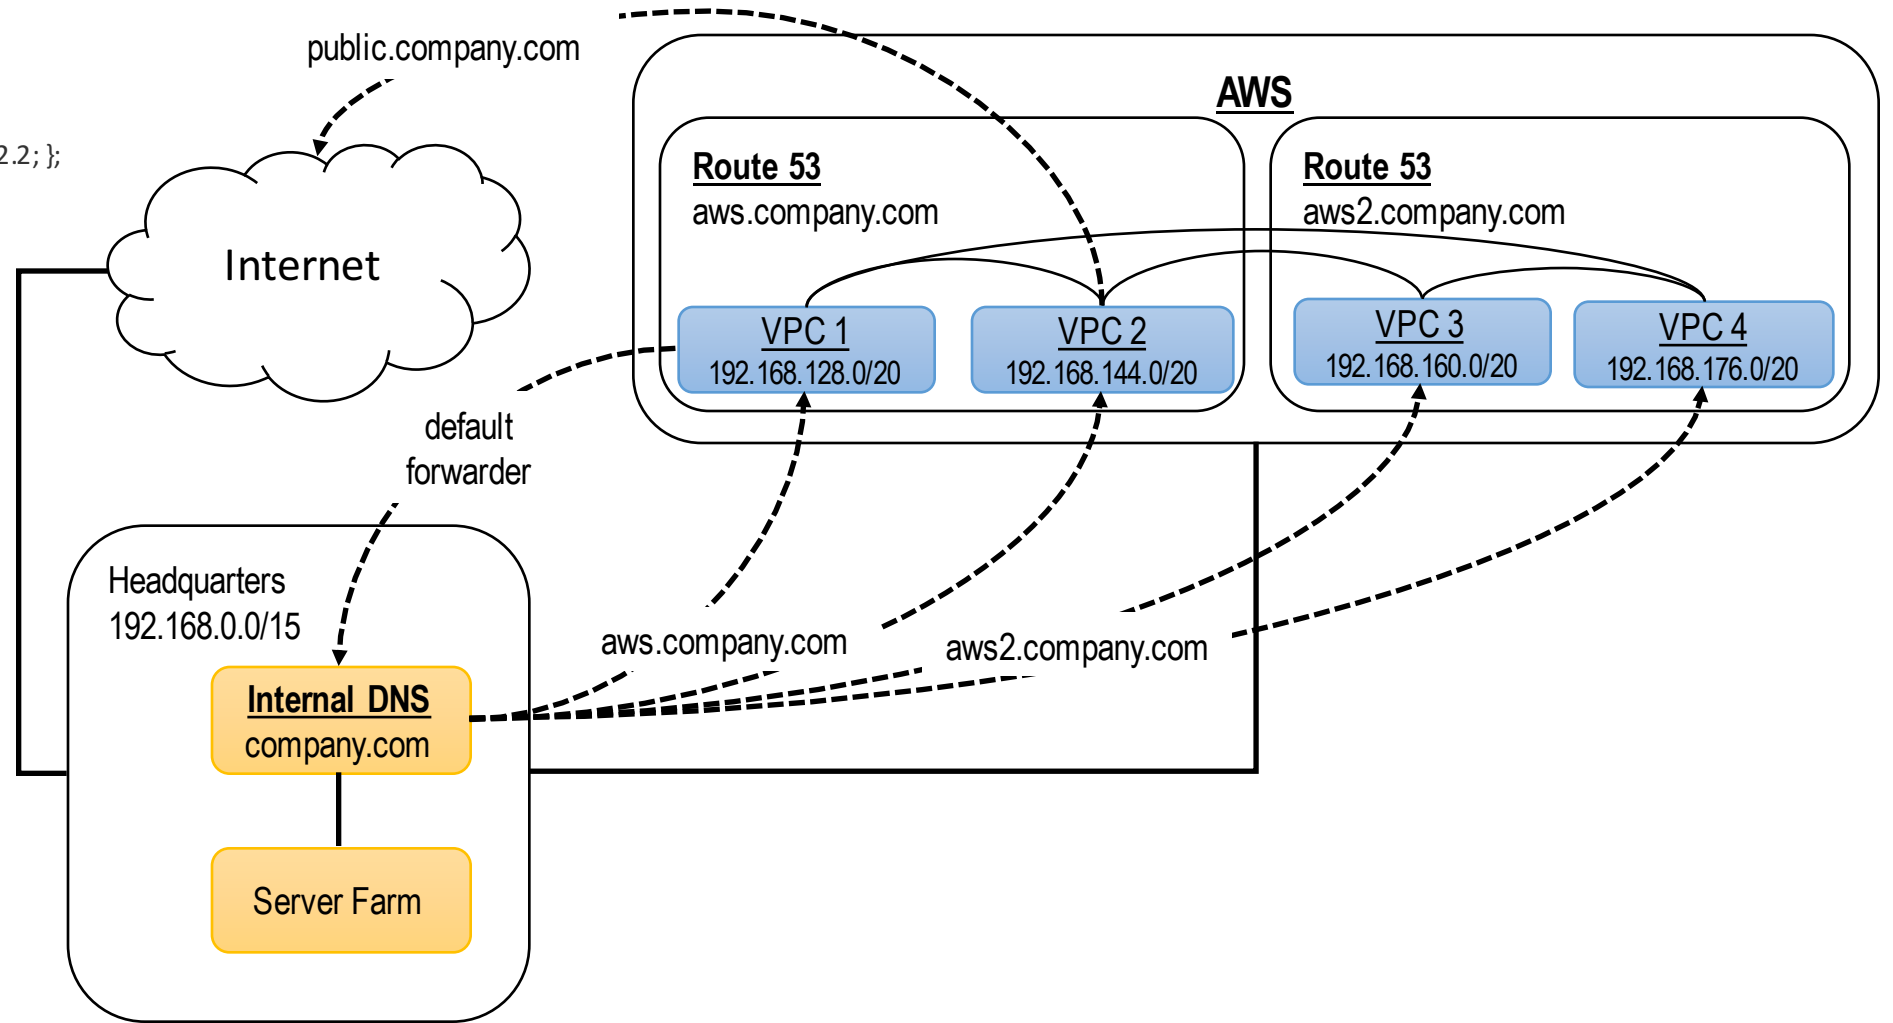 public.company.com
2.2; };
Internet
AWS
Route 53
aws.company.com
Route 53
aws2.company.com
VPC 1
192.168.128.0/20
VPC 2
192.168.144.0/20
VPC 3
192.168.160.0/20
VPC 4
192.168.176.0/20
default
forwarder
Headquarters
192.168.0.0/15
aws.company.com
aws2.company.com
Internal DNS
company.com
Server Farm